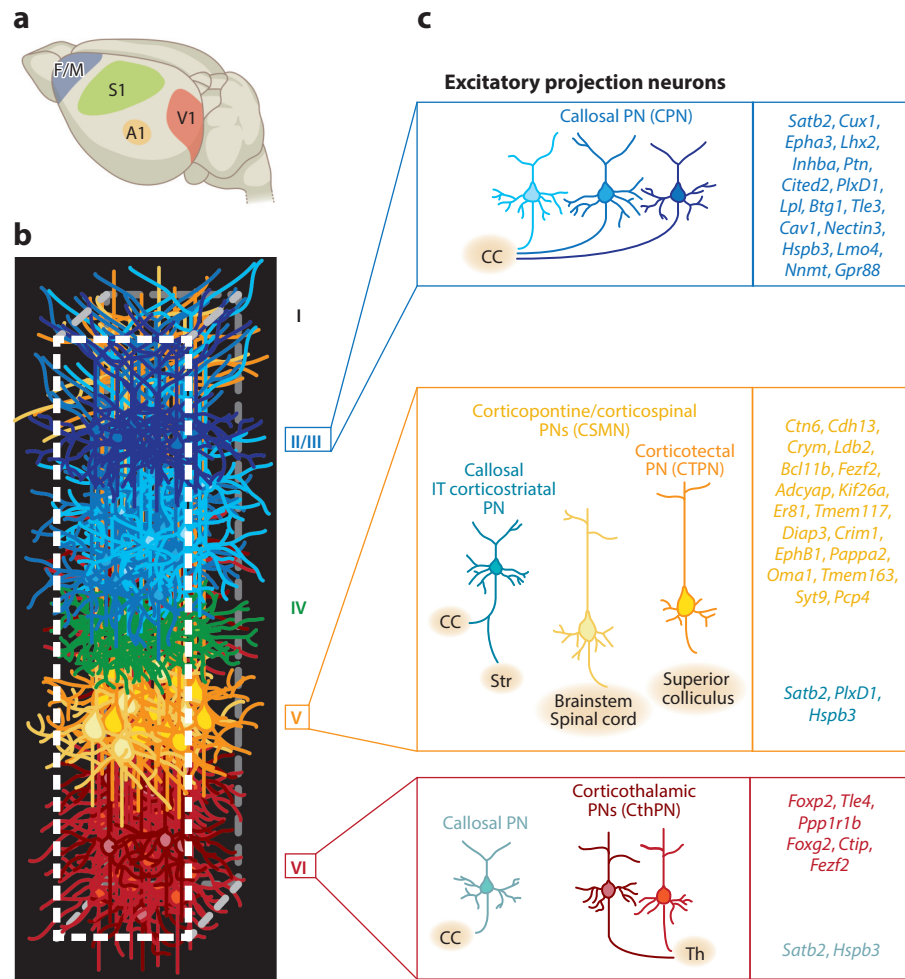 a
F/M
S1
A1
V1
b
I
II/III
IV
V
VI
c
Excitatory projection neurons
Callosal PN (CPN)
CC
Satb2, Cux1,
Epha3, Lhx2,
Inhba, Ptn,
Cited2, PlxD1,
Lpl, Btg1, Tle3,
Cav1, Nectin3,
Hspb3, Lmo4,
Nnmt, Gpr88
Corticopontine/corticospinal
PNs (CSMN)
Callosal
IT corticostriatal
PN
Corticotectal
PN (CTPN)
CC
Str
Brainstem
Spinal cord
Superior
colliculus
Ctn6, Cdh13,
Crym, Ldb2,
Bcl11b, Fezf2,
Adcyap, Kif26a,
Er81, Tmem117,
Diap3, Crim1,
EphB1, Pappa2,
Oma1, Tmem163,
Syt9, Pcp4
Satb2, PlxD1,
Hspb3
Callosal PN
Corticothalamic
PNs (CthPN)
CC
Th
Foxp2, Tle4,
Ppp1r1b
Foxg2, Ctip,
Fezf2
Satb2, Hspb3